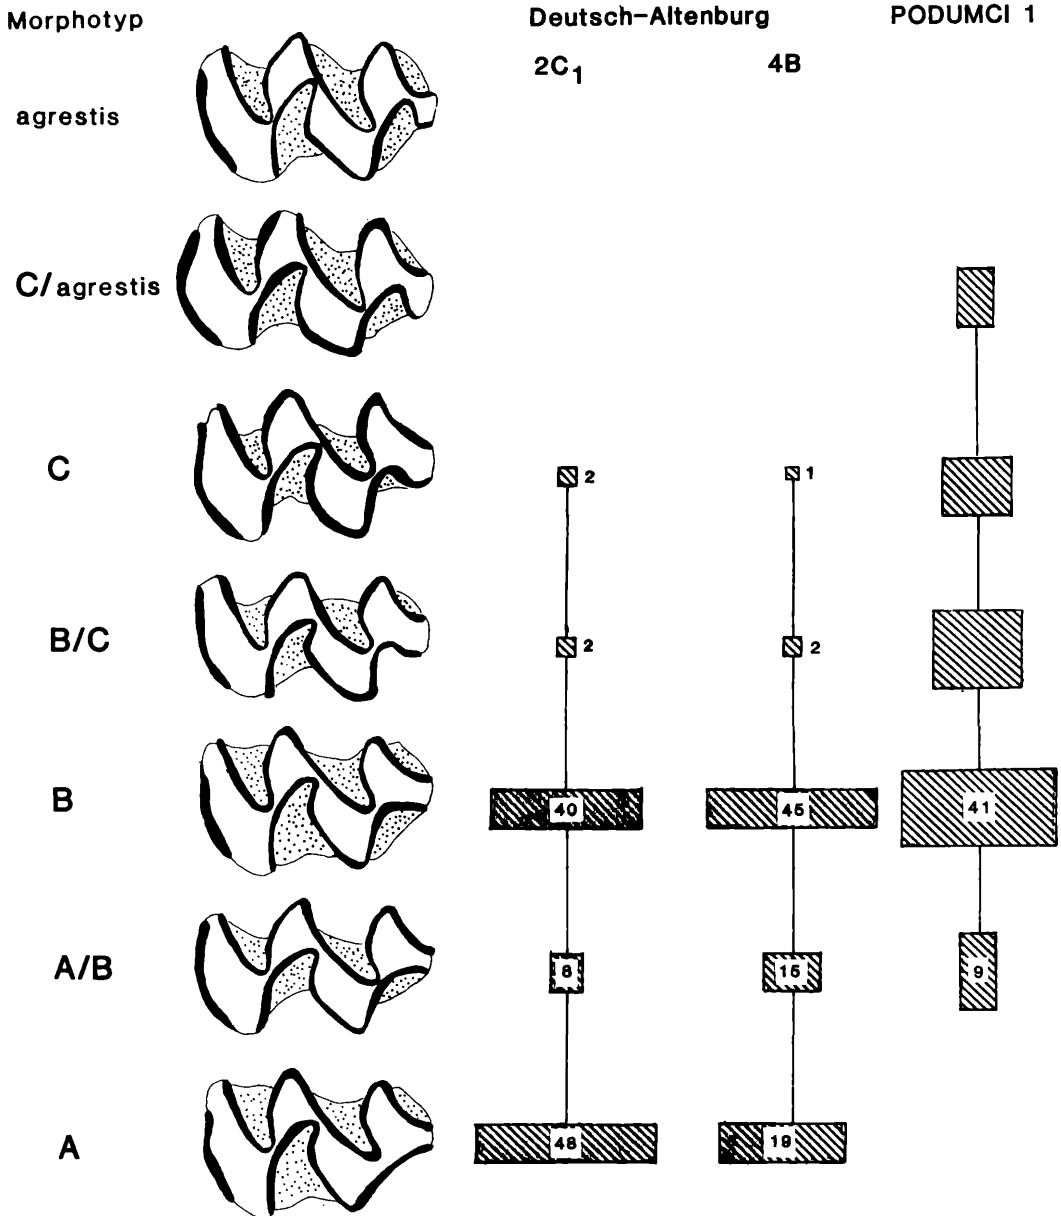 Morphotyp Deutsch-Altenburg PODUMCI 1
2C1 4B
agrestis
C/agrestis
C 2 1
B/C 2 2
B 40 45 41
A/B 8 15 9
A 48 19